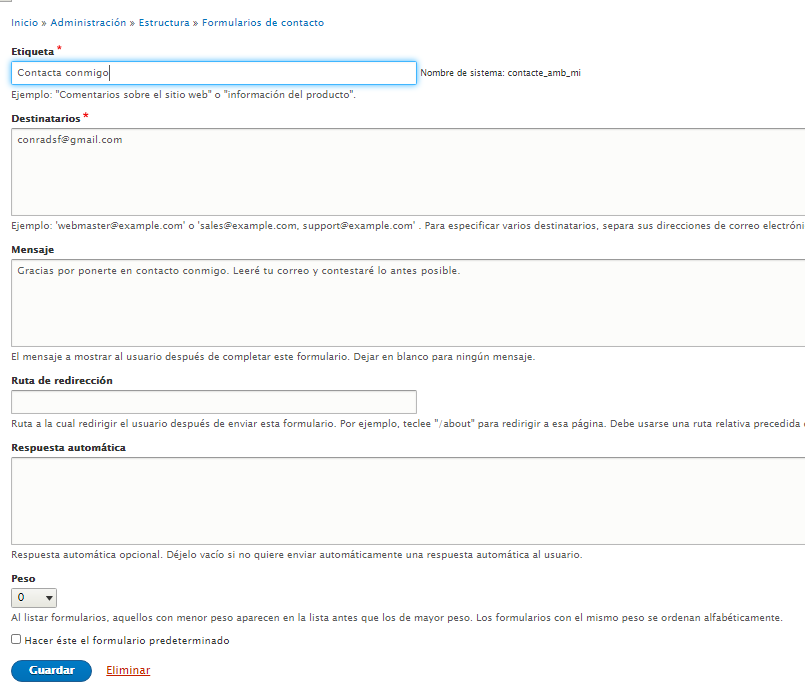 Inicio » Administración » Estructura » Formularios de contacto
Etiqueta *
Contacta conmigo Nombre de sistema: contacte_amb_mi
Ejemplo: "Comentarios sobre el sitio web" o "información del producto".
Destinatarios *
conradsf@gmail.com
Ejemplo: 'webmaster@example.com' o 'sales@example.com, support@example.com' . Para especificar varios destinatarios, separa sus direcciones de correo electróni
Mensaje
Gracias por ponerte en contacto conmigo. Leeré tu correo y contestaré lo antes posible.
El mensaje a mostrar al usuario después de completar este formulario. Dejar en blanco para ningún mensaje.
Ruta de redirección
Ruta a la cual redirigir el usuario después de enviar esta formulario. Por ejemplo, teclee "/about" para redirigir a esa página. Debe usarse una ruta relativa precedida
Respuesta automática
Respuesta automática opcional. Déjelo vacío si no quiere enviar automáticamente una respuesta automática al usuario.
Peso
0
Al listar formularios, aquellos con menor peso aparecen en la lista antes que los de mayor peso. Los formularios con el mismo peso se ordenan alfabéticamente.
Hacer éste el formulario predeterminado
Guardar Eliminar